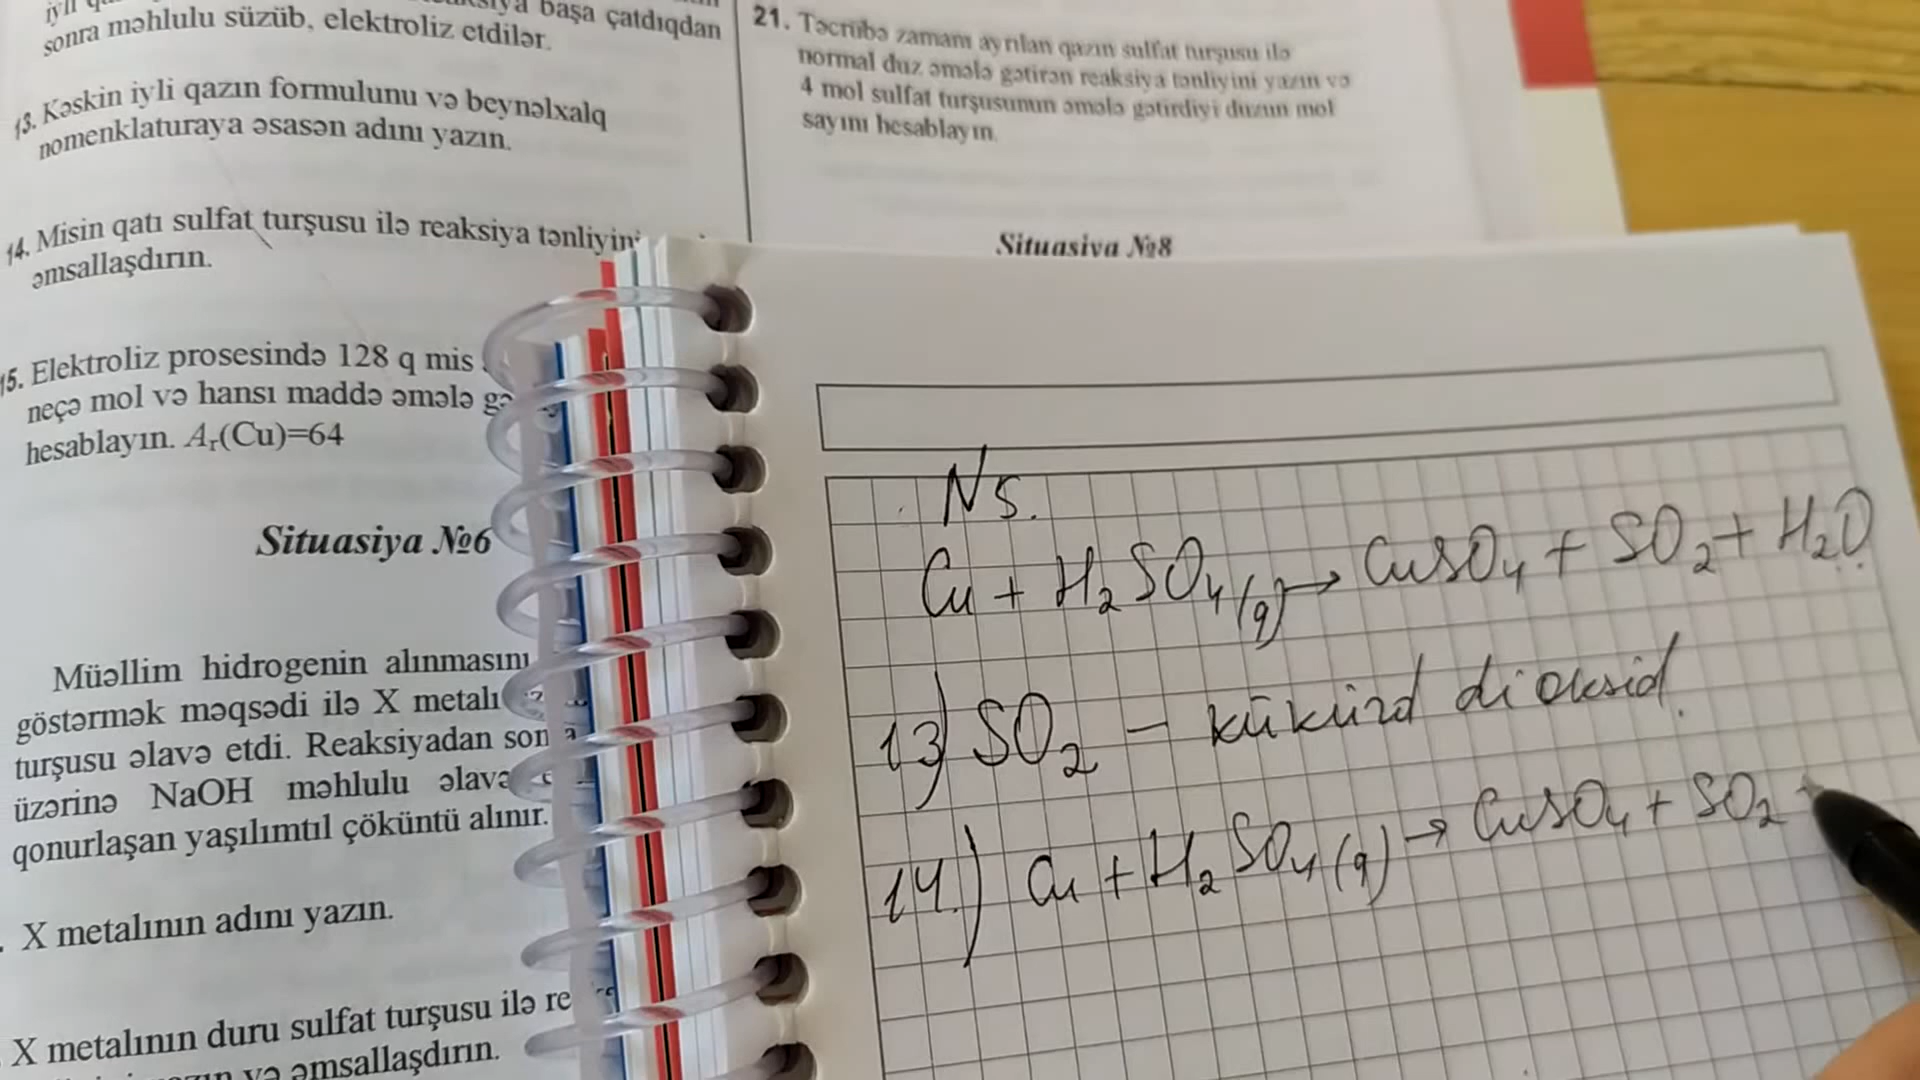 başa çatdıqdan
sonra məhlulu süzüb, elektroliz etdilər.
13. Kəskin iyli qazın formulunu və beynəlxalq
nomenklaturaya əsasən adını yazın.
14. Misin qatı sulfat turşusu ilə reaksiya tənliyini
əmsallaşdırın.
15. Elektroliz prosesində 128 q mis
neçə mol və hansı maddə əmələ
hesablayın. Ar(Cu)=64
Situasiya №6
Müəllim hidrogenin alınmasını
göstərmək məqsədi ilə X metalı
turşusu əlavə etdi. Reaksiyadan
üzərinə NaOH məhlulu əlavə
qonurlaşan yaşılımtıl çöküntü alınır.
X metalının adını yazın.
X metalının duru sulfat turşusu ilə
və əmsallaşdırın.
21. Təcrübə zamanı ayrılan qazın sulfat turşusu ilə
normal duz əmələ gətirən reaksiya tənliyini yazın və
4 mol sulfat turşusunun əmələ gətirdiyi duzun mol
sayını hesablayın.
Situasiya №8
N5.
Cu + H₂SO₄(q) → CuSO₄ + SO₂ + H₂O
13) SO₂ – kükürd dioksid.
14.) Cu + H₂SO₄(q) → CuSO₄ + SO₂